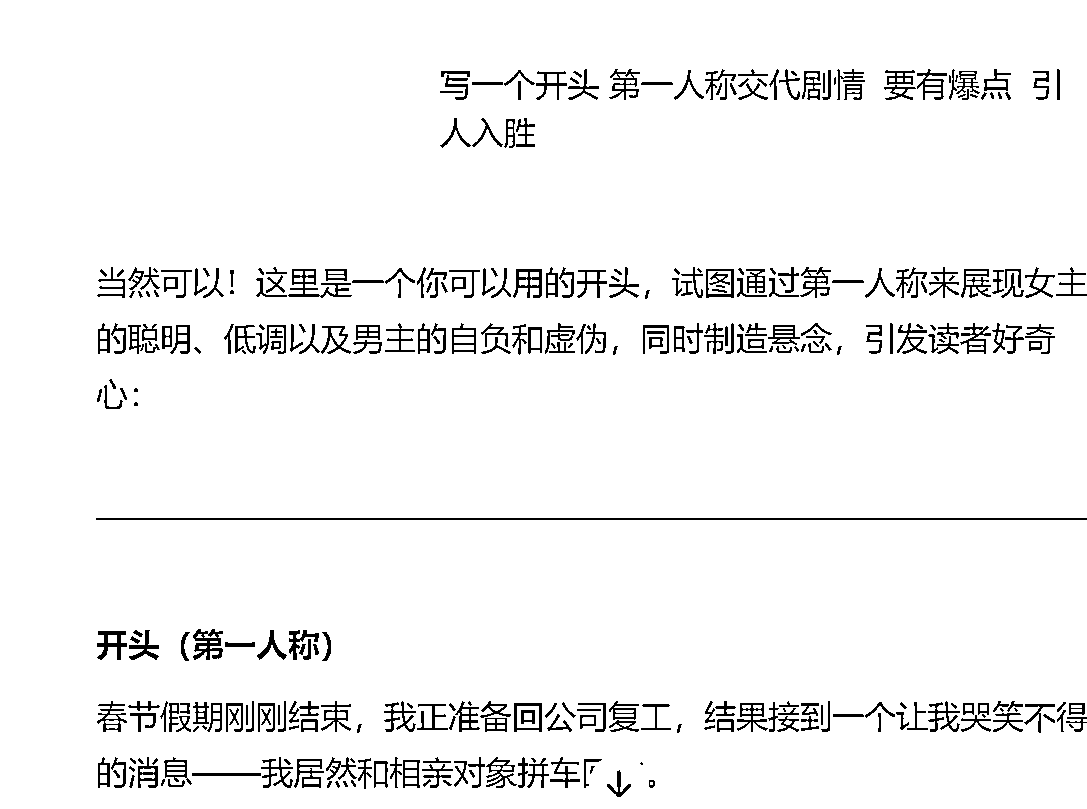 写一个开头 第一人称交代剧情 要有爆点 引
人入胜
当然可以！这里是一个你可以用的开头，试图通过第一人称来展现女主
的聪明、低调以及男主的自负和虚伪，同时制造悬念，引发读者好奇
心：
开头（第一人称）
春节假期刚刚结束，我正准备回公司复工，结果接到一个让我哭笑不得
的消息——我居然和相亲对象拼车 。